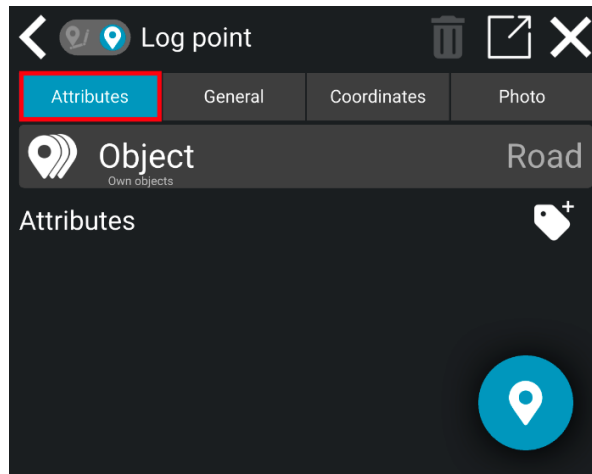 Log point
Attributes General Coordinates Photo
Object Road
Own objects
Attributes